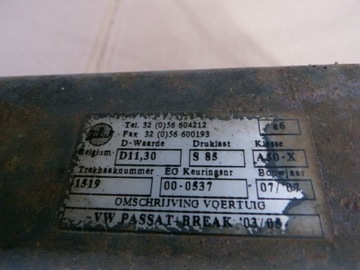 Tel. 32 (0)56 604212
Fax 32 (0)56 600193
e6
D-Waarde Druklast Klasse
Belgium D11,30 S 85 A50-X
Trekhaaknummer EG Keuringsnr Bouwjaar
1519 00-0537 07/'07
OMSCHRIJVING VOERTUIG
VW PASSAT+BREAK '03/05